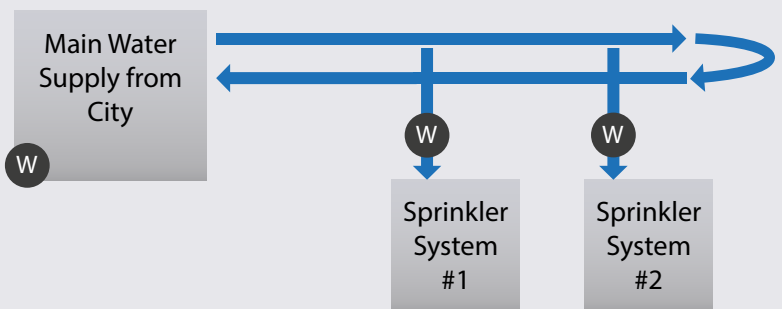 Main Water
Supply from
City
W
W
W
Sprinkler
System
#1
Sprinkler
System
#2